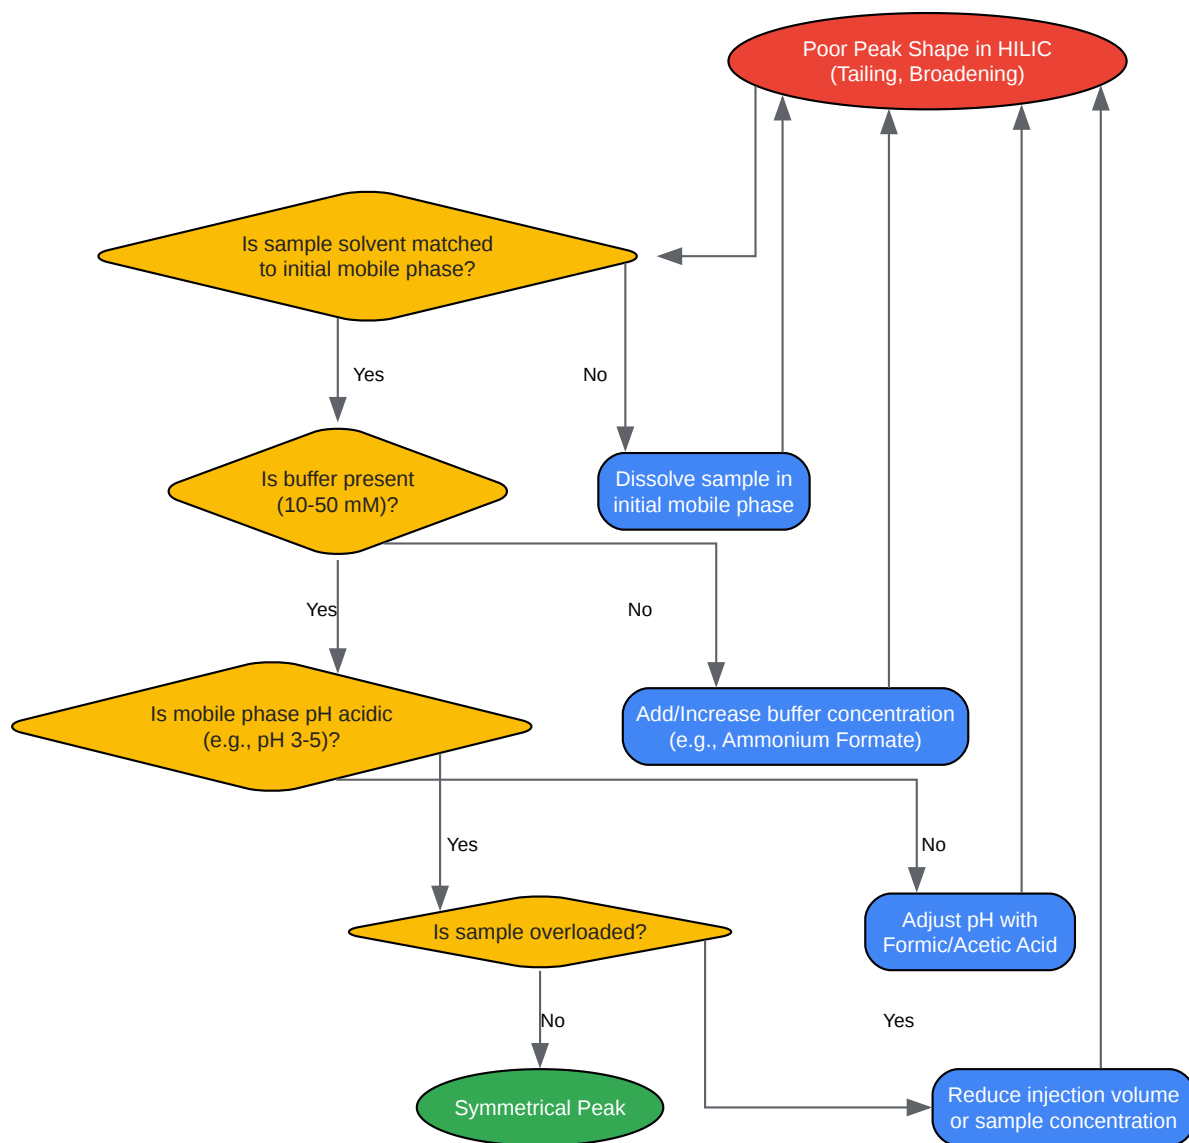 Poor Peak Shape in HILIC
(Tailing, Broadening)
Is sample solvent matched
to initial mobile phase?
Yes
No
Is buffer present
(10-50 mM)?
Dissolve sample in
initial mobile phase
Yes
No
Is mobile phase pH acidic
(e.g., pH 3-5)?
Add/Increase buffer concentration
(e.g., Ammonium Formate)
Yes
No
Is sample overloaded?
Adjust pH with
Formic/Acetic Acid
No
Yes
Symmetrical Peak
Reduce injection volume
or sample concentration